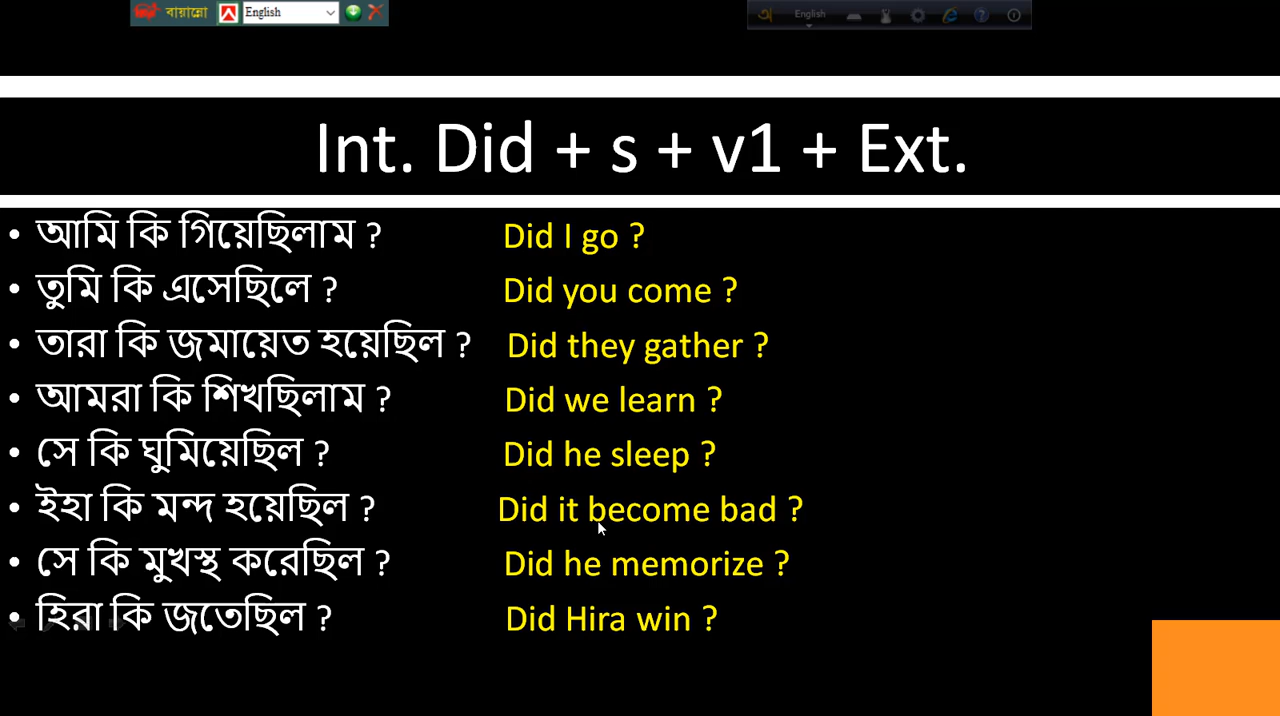 বায়ান্নো English English
Int. Did + s + v1 + Ext.
• আমি কি গিয়েছিলাম ? Did I go ?
• তুমি কি এসেছিলে ? Did you come ?
• তারা কি জমায়েত হয়েছিল ? Did they gather ?
• আমরা কি শিখছিলাম ? Did we learn ?
• সে কি ঘুমিয়েছিল ? Did he sleep ?
• ইহা কি মন্দ হয়েছিল ? Did it become bad ?
• সে কি মুখস্থ করেছিল ? Did he memorize ?
• হিরা কি জতেছিল ? Did Hira win ?